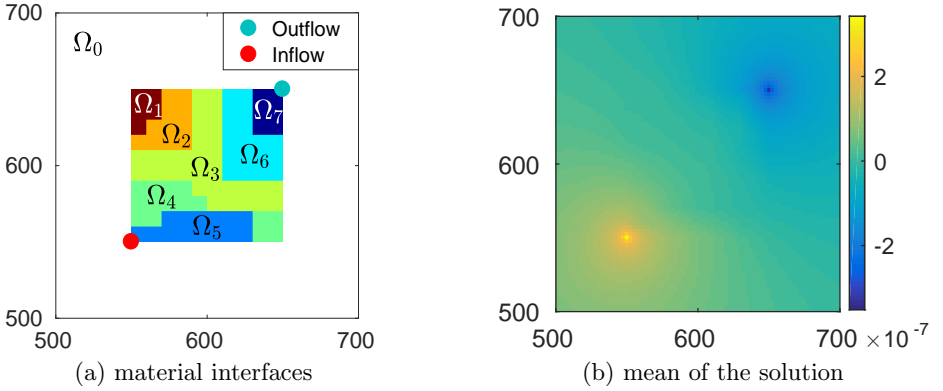 700
600
500
500 600 700
Ω0
Outflow
Inflow
Ω1
Ω2
Ω3
Ω4
Ω5
Ω6
Ω7
(a) material interfaces
700
600
500
500 600 700
2
0
-2
×10-7
(b) mean of the solution